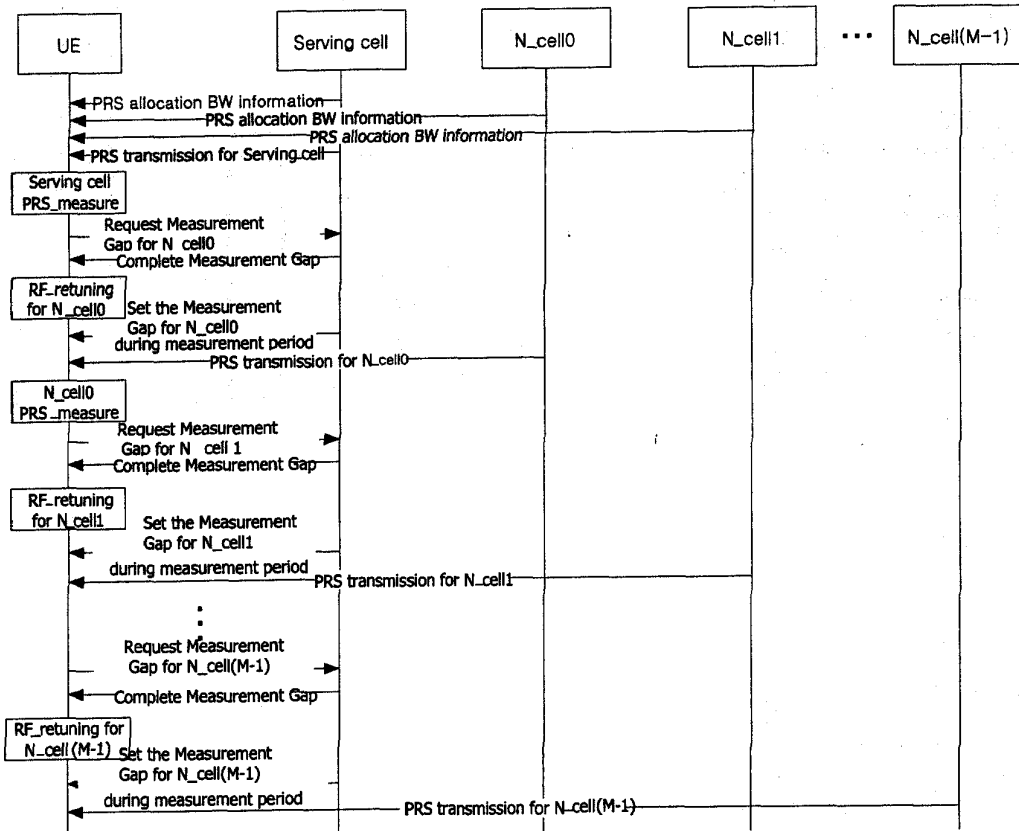 UE
Serving cell
N_cell0
N_cell1
N_cell(M-1)
PRS allocation BW information
PRS allocation BW information
PRS allocation BW information
PRS transmission for Serving_cell
Serving cell
PRS_measure
Request Measurement
Gap for N_cell0
Complete Measurement Gap
RF_retuning
for N_cell0
Set the Measurement
Gap for N_cell0
during measurement period
PRS transmission for N_cell0
N_cell0
PRS_measure
Request Measurement
Gap for N_cell 1
Complete Measurement Gap
RF_retuning
for N_cell1
Set the Measurement
Gap for N_cell1
during measurement period
PRS transmission for N_cell1
Request Measurement
Gap for N_cell(M-1)
Complete Measurement Gap
RF_retuning for
N_cell(M-1)
Set the Measurement
Gap for N_cell(M-1)
during measurement period
PRS transmission for N_cell(M-1)